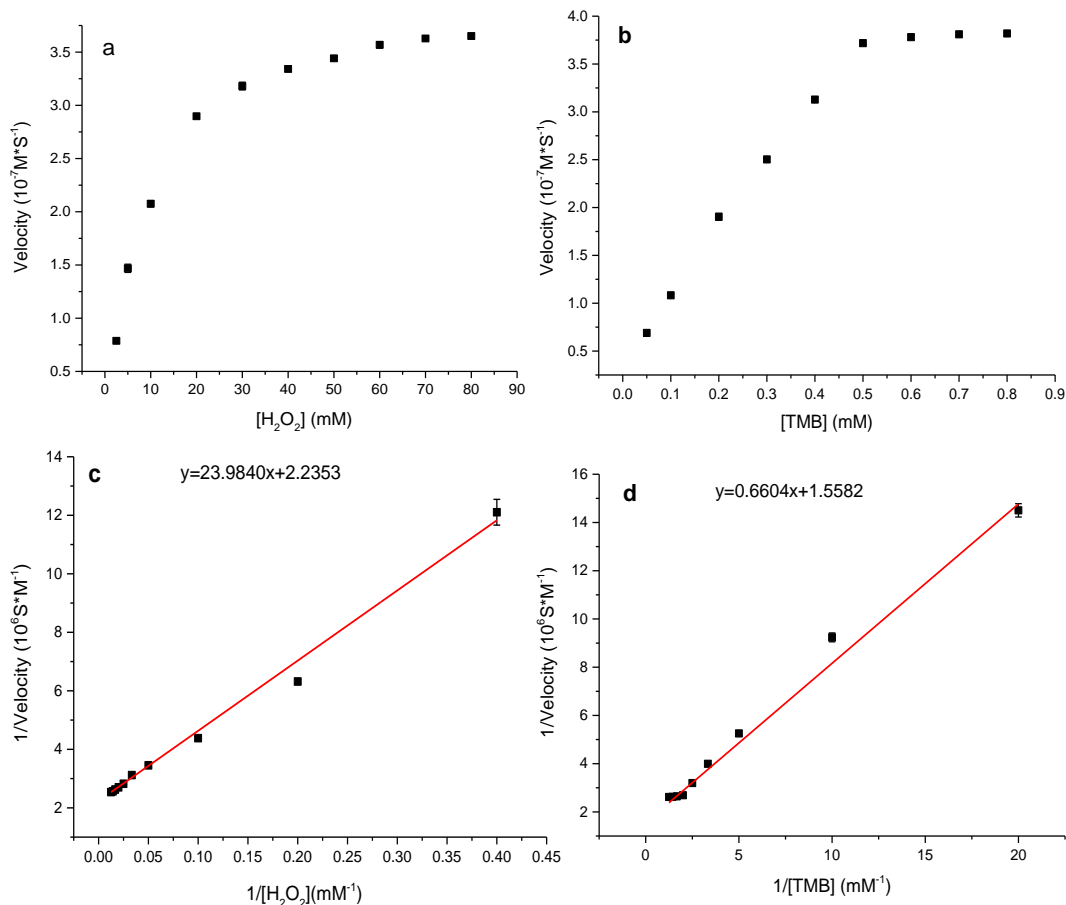 a
3.5
3.0
2.5
2.0
1.5
1.0
0.5
Velocity (10⁻⁷M*S⁻¹)
0 10 20 30 40 50 60 70 80 90
[H₂O₂] (mM)
b
4.0
3.5
3.0
2.5
2.0
1.5
1.0
0.5
Velocity (10⁻⁷M*S⁻¹)
0.0 0.1 0.2 0.3 0.4 0.5 0.6 0.7 0.8 0.9
[TMB] (mM)
c
y=23.9840x+2.2353
14
12
10
8
6
4
2
1/Velocity (10⁶S*M⁻¹)
0.00 0.05 0.10 0.15 0.20 0.25 0.30 0.35 0.40 0.45
1/[H₂O₂](mM⁻¹)
d
y=0.6604x+1.5582
16
14
12
10
8
6
4
2
1/Velocity (10⁶S*M⁻¹)
0 5 10 15 20
1/[TMB] (mM⁻¹)